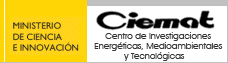 MINISTERIO
DE CIENCIA
E INNOVACIÓN
Ciemat
Centro de Investigaciones
Energéticas, Medioambientales
y Tecnológicas